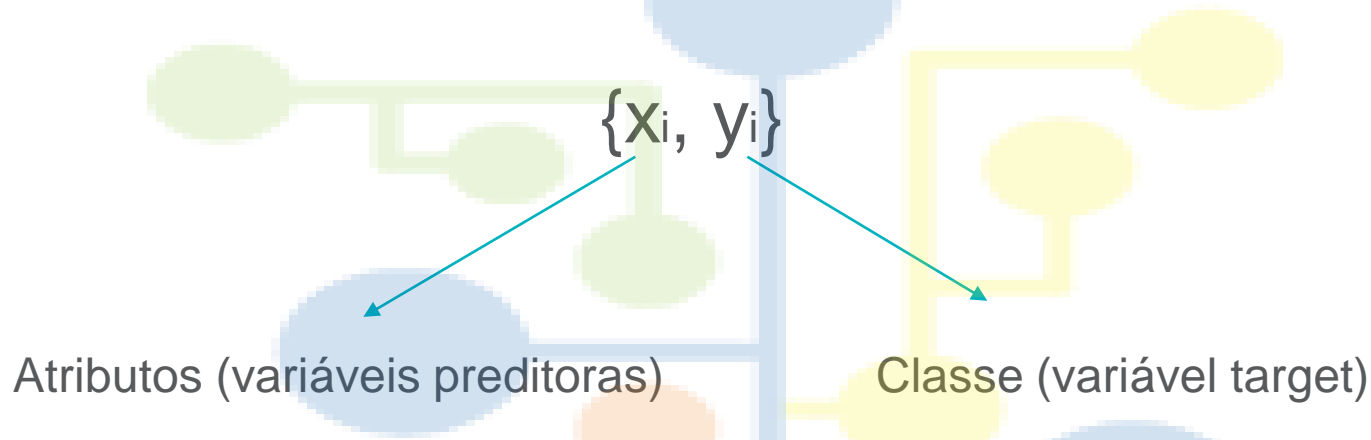 {xi, yi}
Atributos (variáveis preditoras) Classe (variável target)